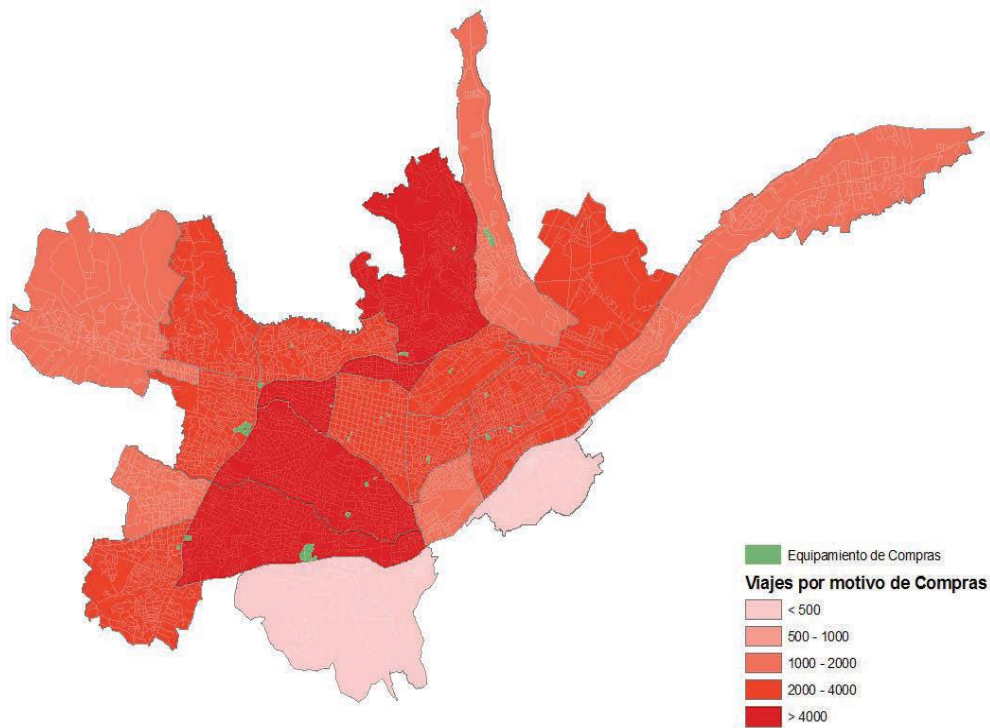 Equipamiento de Compras
Viajes por motivo de Compras
< 500
500 - 1000
1000 - 2000
2000 - 4000
> 4000